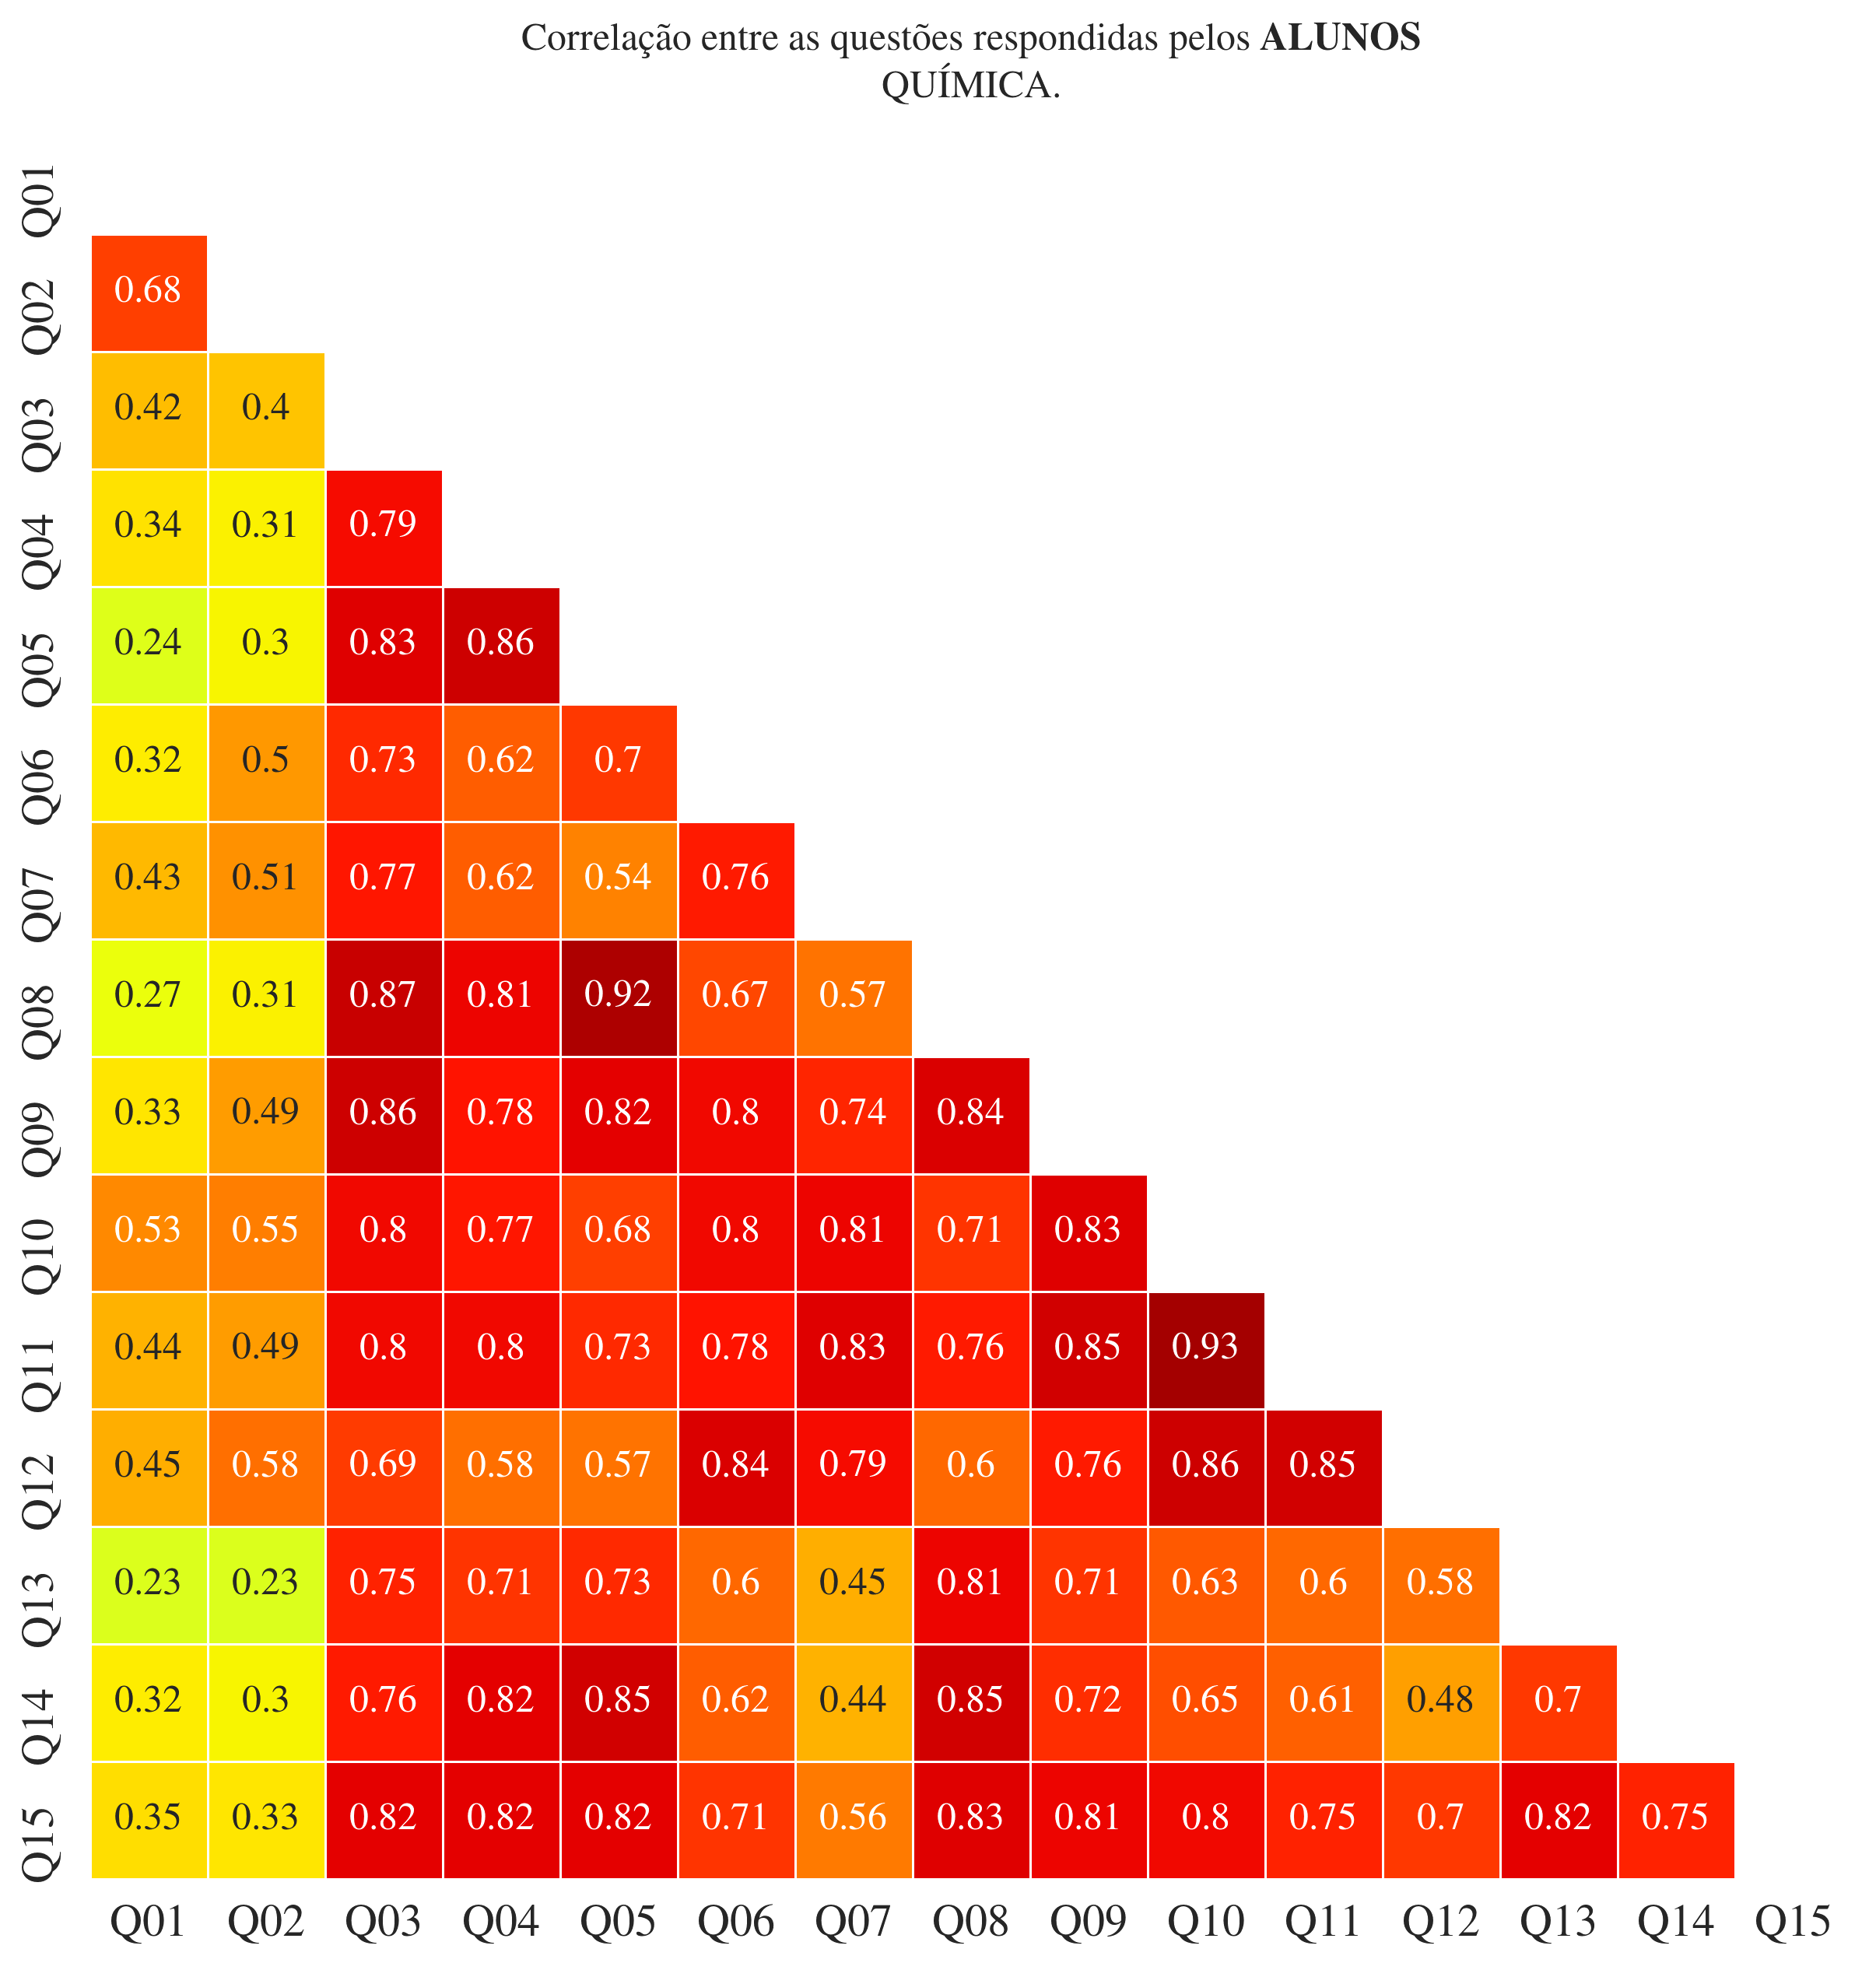 Correlação entre as questões respondidas pelos ALUNOS
QUÍMICA.
Q01
Q02 0.68
Q03 0.42 0.4
Q04 0.34 0.31 0.79
Q05 0.24 0.3 0.83 0.86
Q06 0.32 0.5 0.73 0.62 0.7
Q07 0.43 0.51 0.77 0.62 0.54 0.76
Q08 0.27 0.31 0.87 0.81 0.92 0.67 0.57
Q09 0.33 0.49 0.86 0.78 0.82 0.8 0.74 0.84
Q10 0.53 0.55 0.8 0.77 0.68 0.8 0.81 0.71 0.83
Q11 0.44 0.49 0.8 0.8 0.73 0.78 0.83 0.76 0.85 0.93
Q12 0.45 0.58 0.69 0.58 0.57 0.84 0.79 0.6 0.76 0.86 0.85
Q13 0.23 0.23 0.75 0.71 0.73 0.6 0.45 0.81 0.71 0.63 0.6 0.58
Q14 0.32 0.3 0.76 0.82 0.85 0.62 0.44 0.85 0.72 0.65 0.61 0.48 0.7
Q15 0.35 0.33 0.82 0.82 0.82 0.71 0.56 0.83 0.81 0.8 0.75 0.7 0.82 0.75
Q01 Q02 Q03 Q04 Q05 Q06 Q07 Q08 Q09 Q10 Q11 Q12 Q13 Q14 Q15